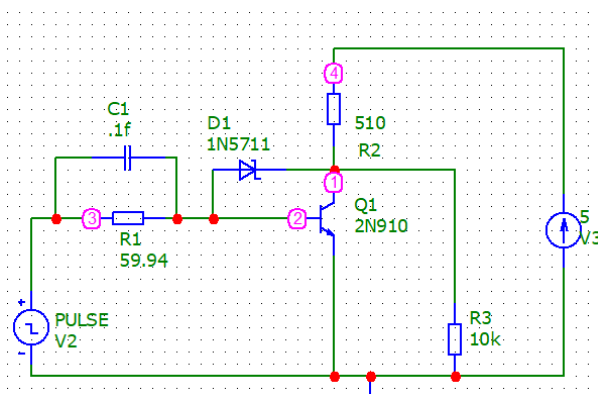 4
C1
.1f
D1
1N5711
510
R2
1
3
2
Q1
2N910
R1
59.94
5
V3
+
PULSE
V2
-
R3
10k